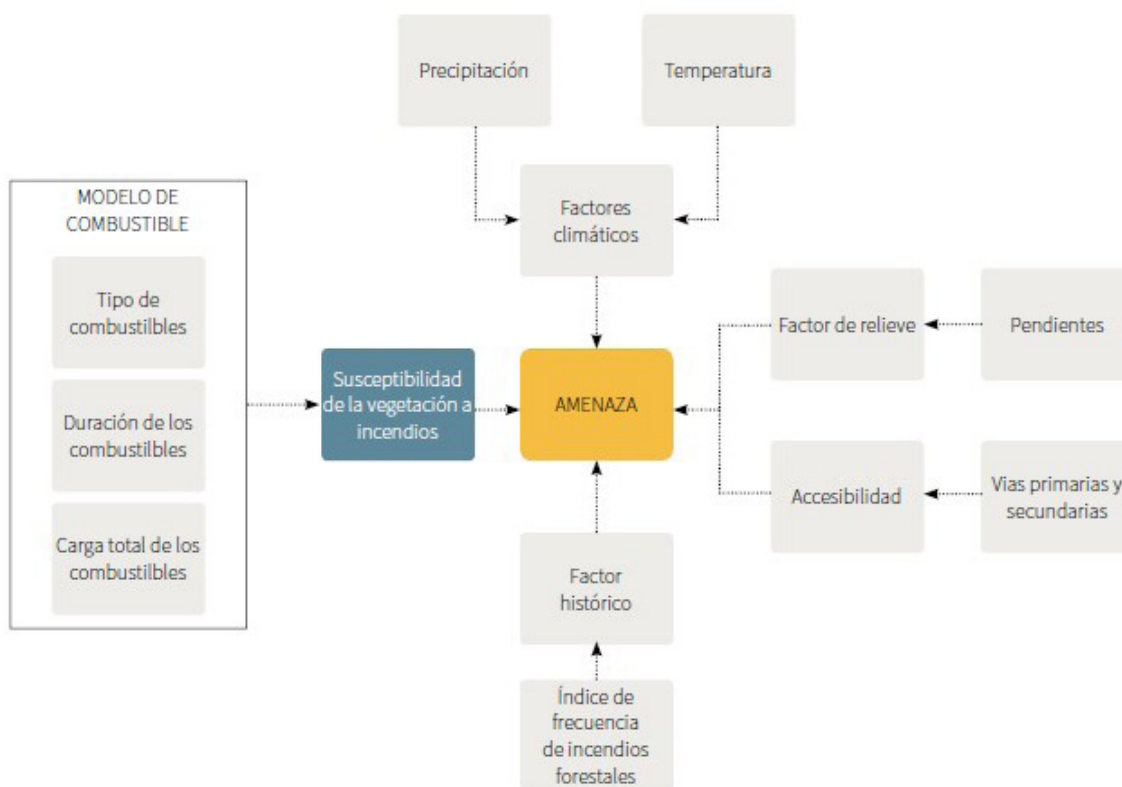 Precipitación
Temperatura
MODELO DE
COMBUSTIBLE
Tipo de
combustilbles
Duración de los
combustibles
Carga total de los
combustilbles
Susceptibilidad
de la vegetación a
incendios
Factores
climáticos
AMENAZA
Factor de relieve
Pendientes
Accesibilidad
Vias primarias y
secundarias
Factor
histórico
Índice de
frecuencia
de incendios
forestales